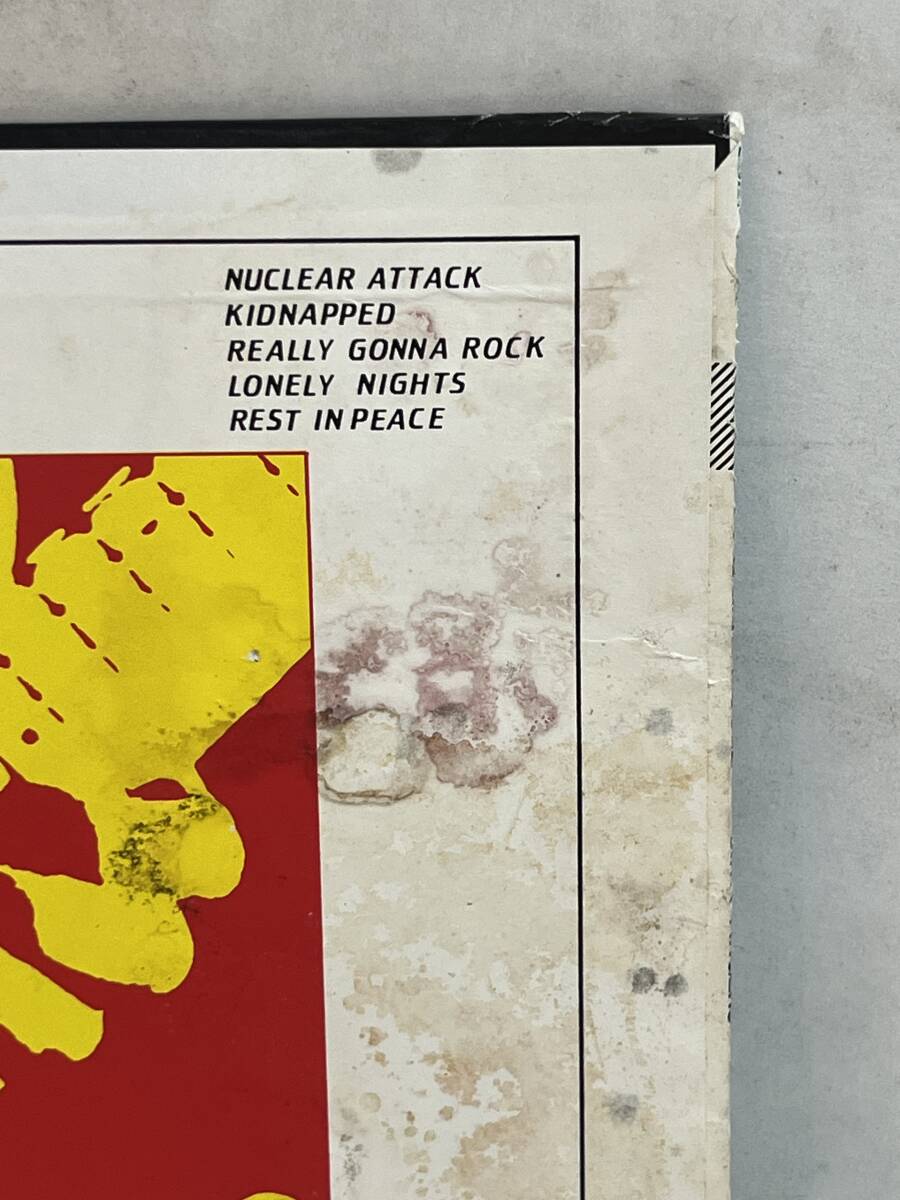 NUCLEAR ATTACK
KIDNAPPED
REALLY GONNA ROCK
LONELY NIGHTS
REST IN PEACE